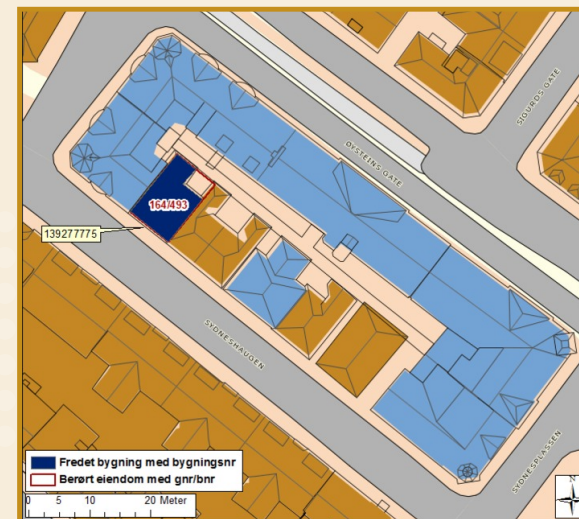 SIGURDS GATE
ØYSTEINS GATE
164/493
139277775
SYDNESHAUGEN
SYDNESPLASSEN
Fredet bygning med bygningsnr
Berørt eiendom med gnr/bnr
0 5 10 20 Meter
N